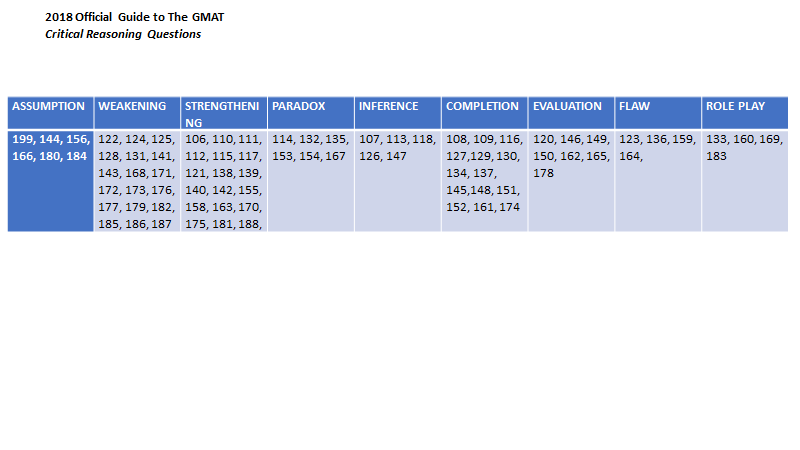 2018 Official Guide to The GMAT
Critical Reasoning Questions
ASSUMPTION WEAKENING STRENGTHENI PARADOX INFERENCE COMPLETION EVALUATION FLAW ROLE PLAY
NG
199, 144, 156, 122, 124, 125, 106, 110, 111, 114, 132, 135, 107, 113, 118, 108, 109, 116, 120, 146, 149, 123, 136, 159, 133, 160, 169,
166, 180, 184 128, 131, 141, 112, 115, 117, 153, 154, 167 126, 147 127,129, 130, 150, 162, 165, 164, 183
143, 168, 171, 121, 138, 139, 134, 137, 178
172, 173, 176, 140, 142, 155, 145,148, 151,
177, 179, 182, 158, 163, 170, 152, 161, 174
185, 186, 187 175, 181, 188,